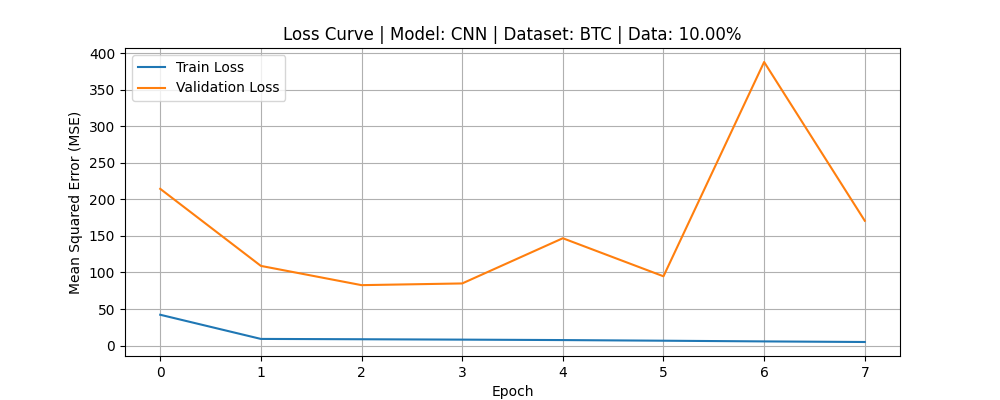 Loss Curve | Model: CNN | Dataset: BTC | Data: 10.00%
Train Loss
Validation Loss
Mean Squared Error (MSE)
400
350
300
250
200
150
100
50
0
0 1 2 3 4 5 6 7
Epoch